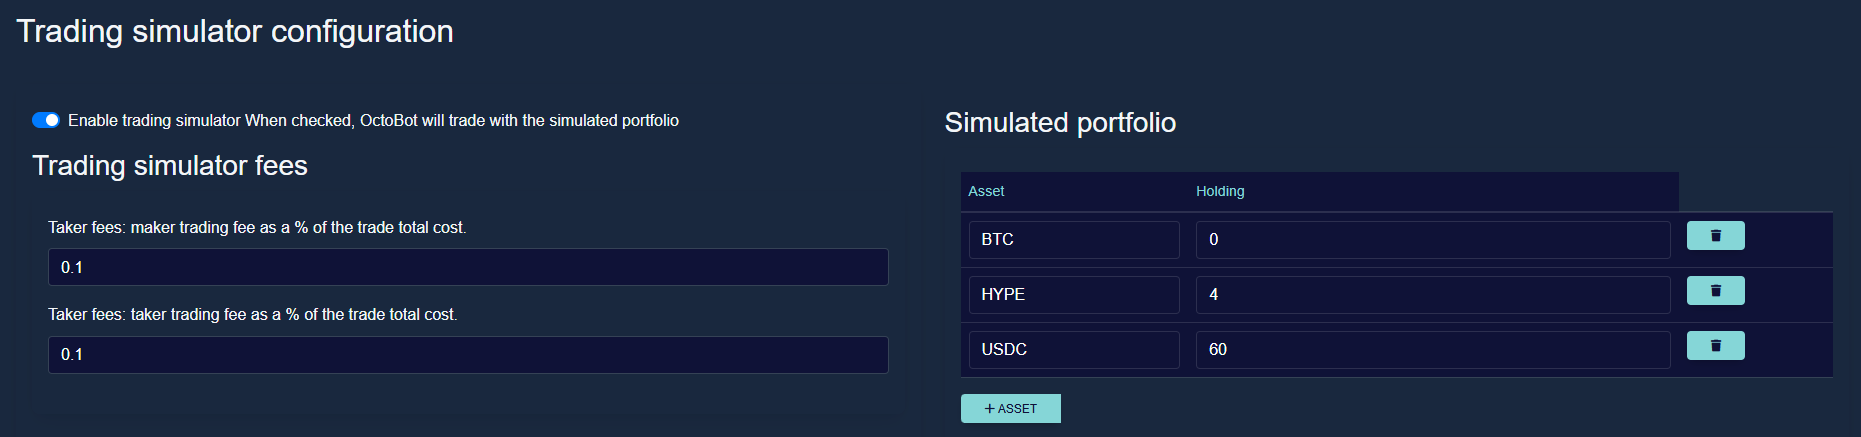 Trading simulator configuration
Enable trading simulator When checked, OctoBot will trade with the simulated portfolio
Trading simulator fees
Taker fees: maker trading fee as a % of the trade total cost.
0.1
Taker fees: taker trading fee as a % of the trade total cost.
0.1
Simulated portfolio
Asset Holding
BTC 0
HYPE 4
USDC 60
+ ASSET